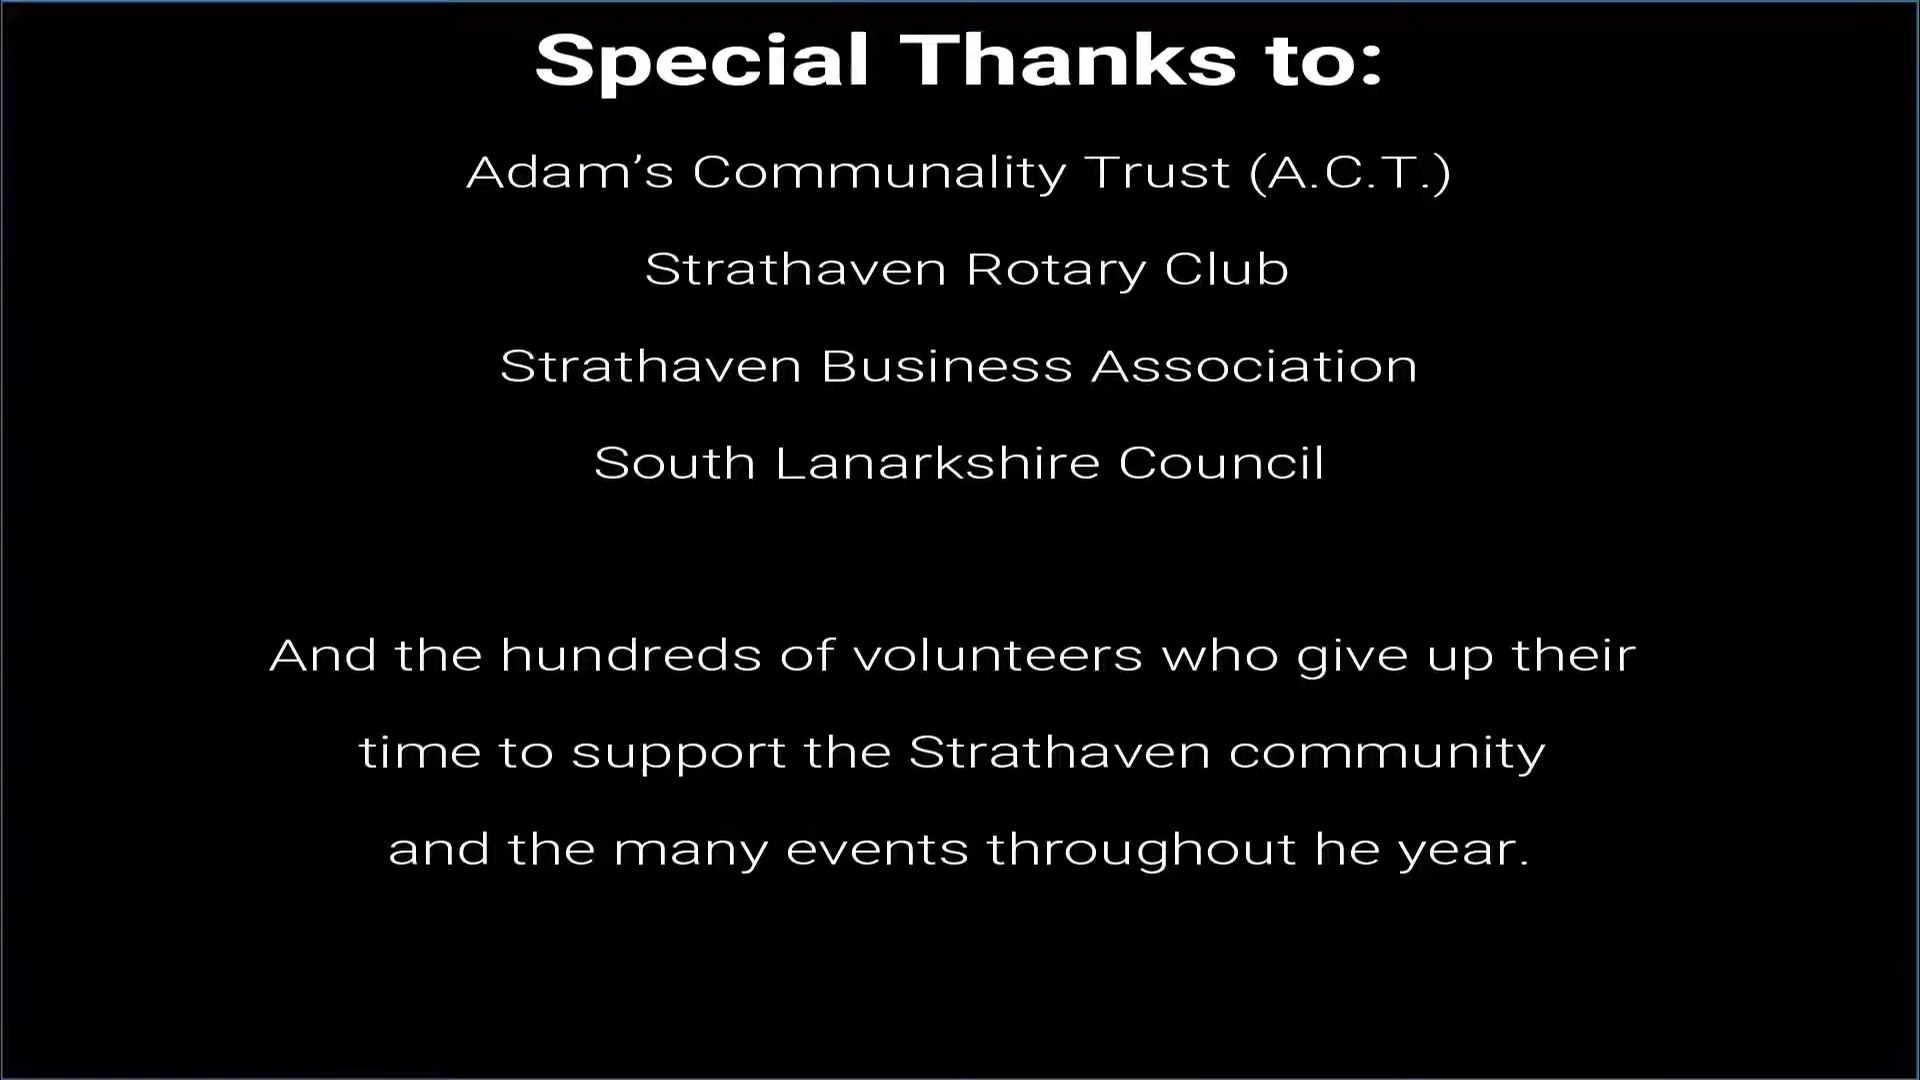 Special Thanks to:
Adam’s Communality Trust (A.C.T.)
Strathaven Rotary Club
Strathaven Business Association
South Lanarkshire Council
And the hundreds of volunteers who give up their
time to support the Strathaven community
and the many events throughout he year.